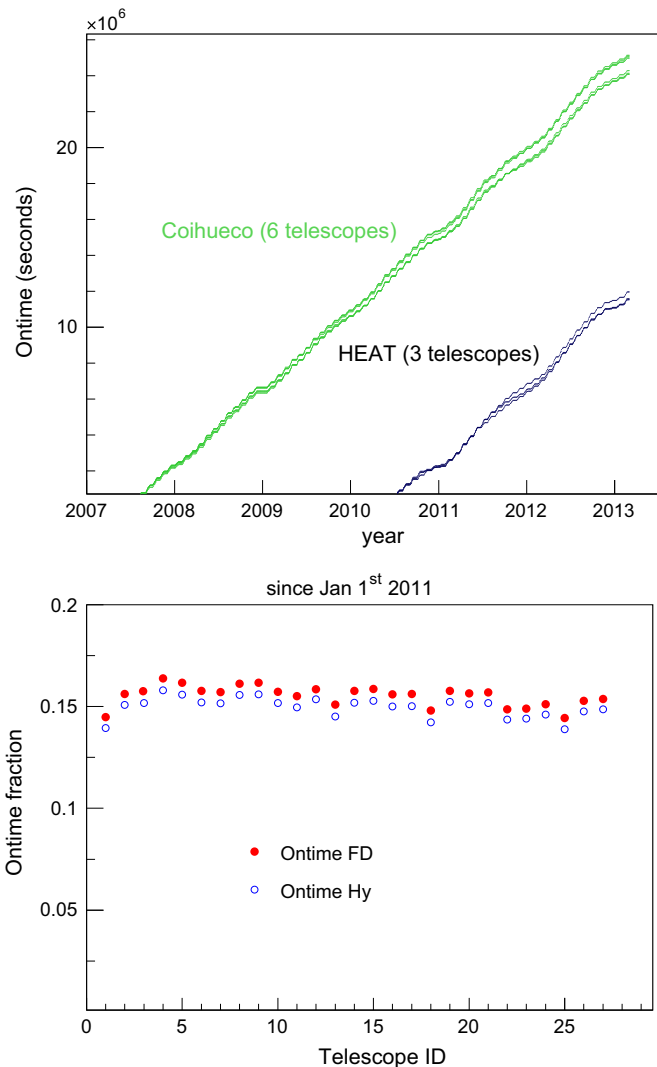 ×10⁶
20
10
Ontime (seconds)
Coihueco (6 telescopes)
HEAT (3 telescopes)
2007 2008 2009 2010 2011 2012 2013
year
since Jan 1ˢᵗ 2011
0.2
0.15
0.1
0.05
Ontime fraction
Ontime FD
Ontime Hy
0 5 10 15 20 25
Telescope ID